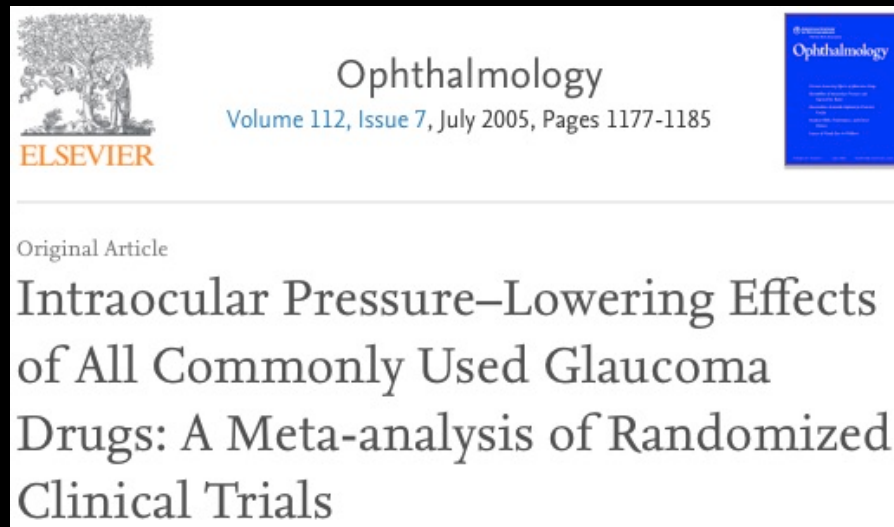 Ophthalmology
Volume 112, Issue 7, July 2005, Pages 1177-1185
Ophthalmology
ELSEVIER
Original Article
Intraocular Pressure–Lowering Effects
of All Commonly Used Glaucoma
Drugs: A Meta-analysis of Randomized
Clinical Trials